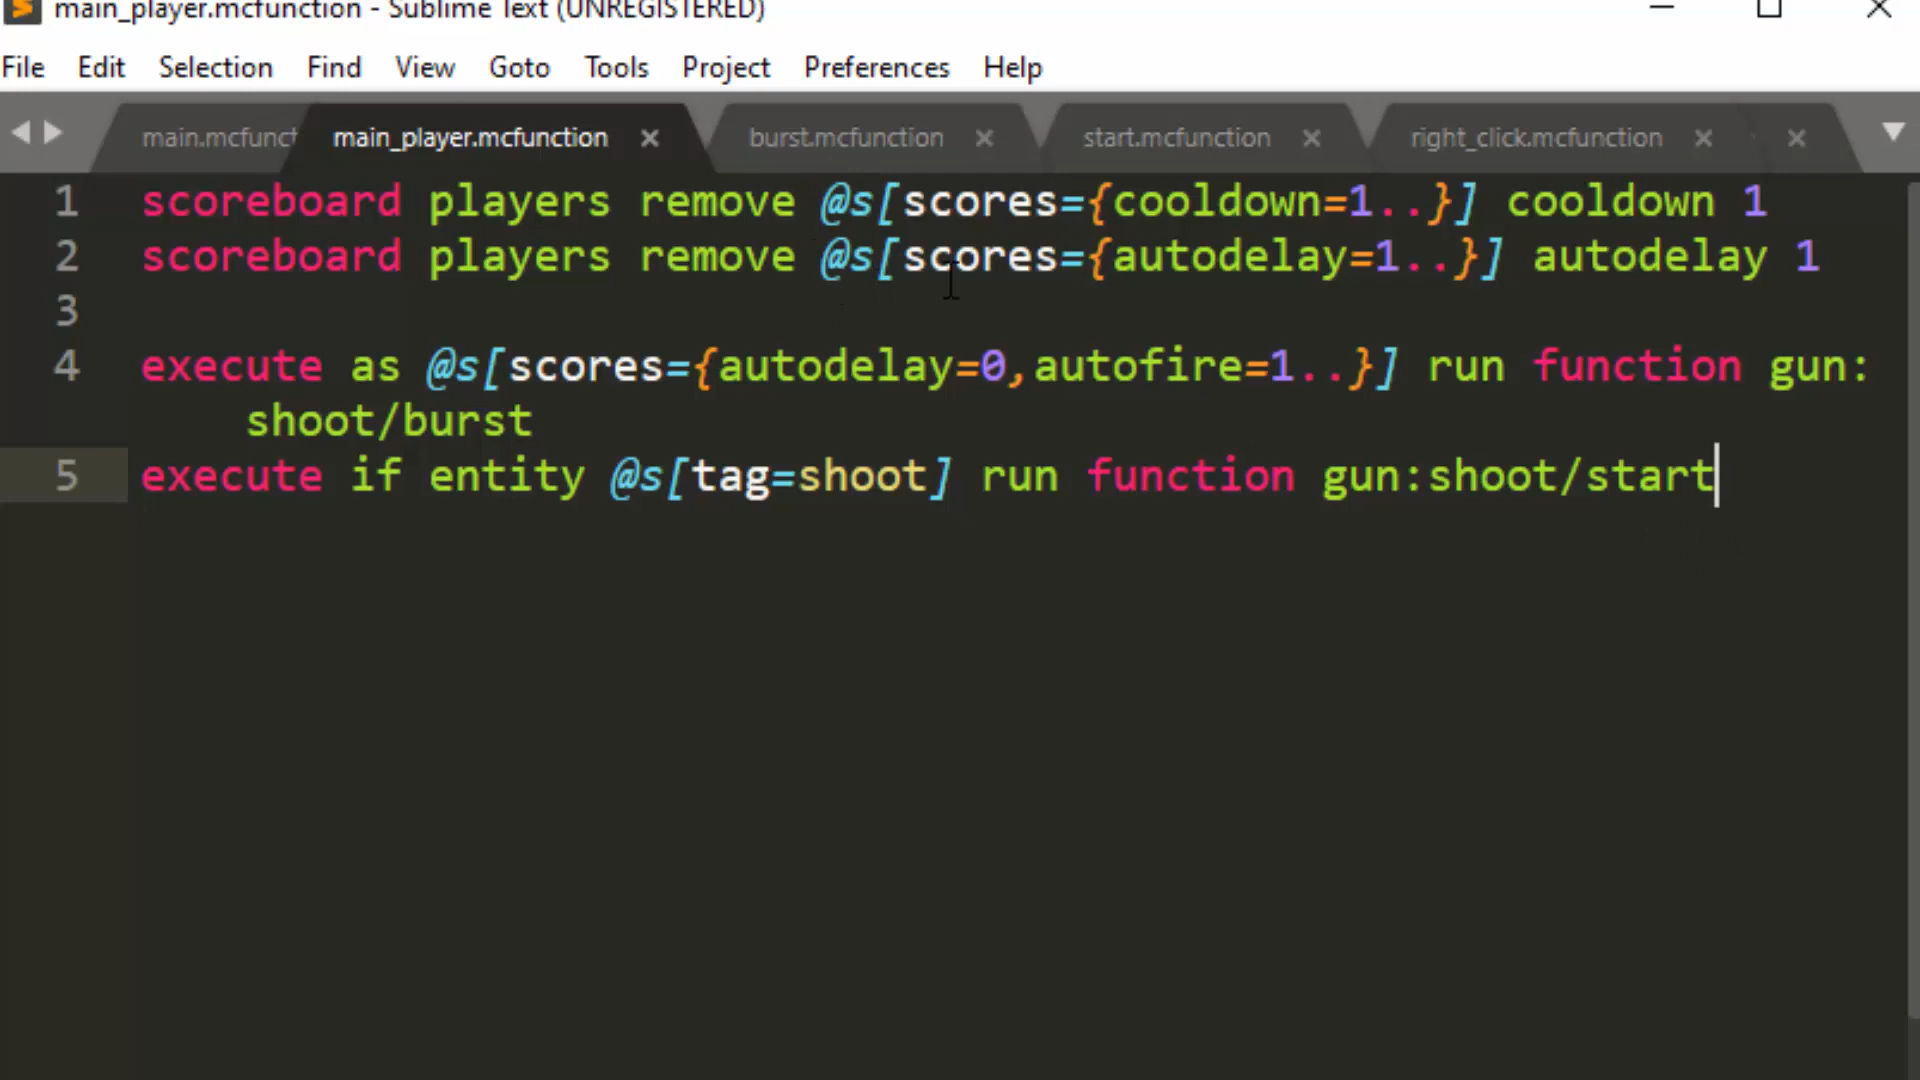 main_player.mcfunction - Sublime Text (UNREGISTERED)
File Edit Selection Find View Goto Tools Project Preferences Help
main.mcfunct main_player.mcfunction burst.mcfunction start.mcfunction right_click.mcfunction
1 scoreboard players remove @s[scores={cooldown=1..}] cooldown 1
2 scoreboard players remove @s[scores={autodelay=1..}] autodelay 1
3
4 execute as @s[scores={autodelay=0,autofire=1..}] run function gun:
shoot/burst
5 execute if entity @s[tag=shoot] run function gun:shoot/start